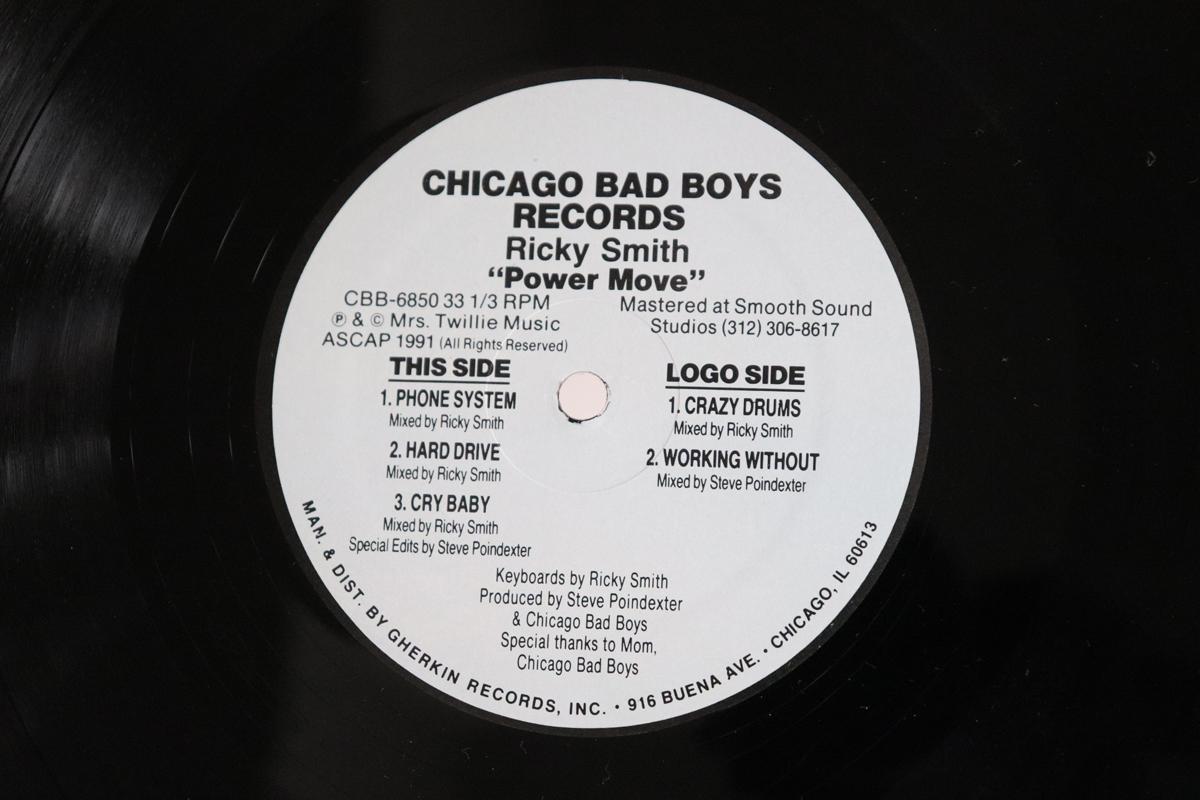 CHICAGO BAD BOYS
RECORDS
Ricky Smith
“Power Move”
CBB-6850 33 1/3 RPM
℗ & © Mrs. Twillie Music
ASCAP 1991 (All Rights Reserved)
Mastered at Smooth Sound
Studios (312) 306-8617
THIS SIDE
1. PHONE SYSTEM
Mixed by Ricky Smith
2. HARD DRIVE
Mixed by Ricky Smith
3. CRY BABY
Mixed by Ricky Smith
Special Edits by Steve Poindexter
LOGO SIDE
1. CRAZY DRUMS
Mixed by Ricky Smith
2. WORKING WITHOUT
Mixed by Steve Poindexter
Keyboards by Ricky Smith
Produced by Steve Poindexter
& Chicago Bad Boys
Special thanks to Mom,
Chicago Bad Boys
MAN. & DIST. BY GHERKIN RECORDS, INC. • 916 BUENA AVE. • CHICAGO, IL 60613